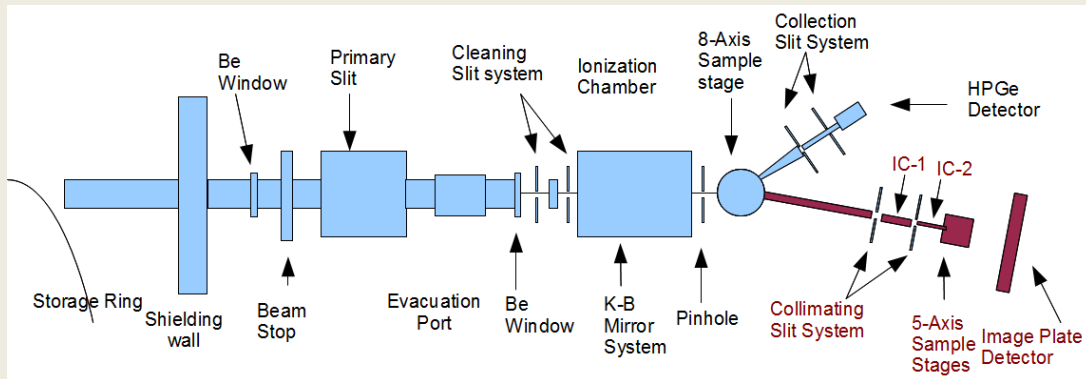 Be
Window
Primary
Slit
Cleaning
Slit system
Ionization
Chamber
8-Axis
Sample
stage
Collection
Slit System
HPGe
Detector
IC-1
IC-2
Storage Ring
Shielding
wall
Beam
Stop
Evacuation
Port
Be
Window
K-B
Mirror
System
Pinhole
Collimating
Slit System
5-Axis
Sample
Stages
Image Plate
Detector